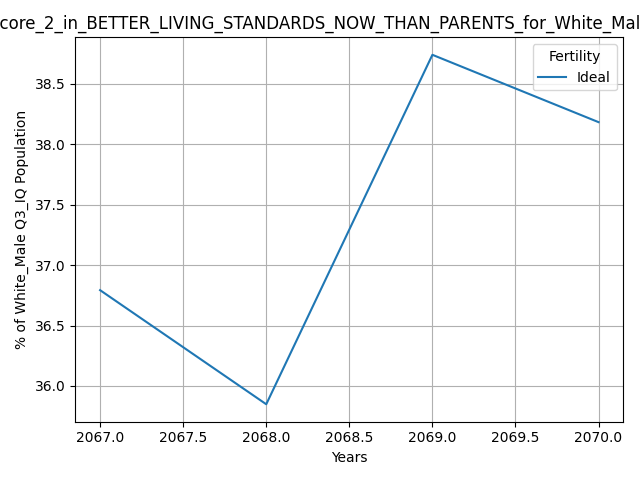 core_2_in_BETTER_LIVING_STANDARDS_NOW_THAN_PARENTS_for_White_Mal
Fertility
Ideal
38.5
38.0
37.5
37.0
36.5
36.0
% of White_Male Q3_IQ Population
2067.0 2067.5 2068.0 2068.5 2069.0 2069.5 2070.0
Years